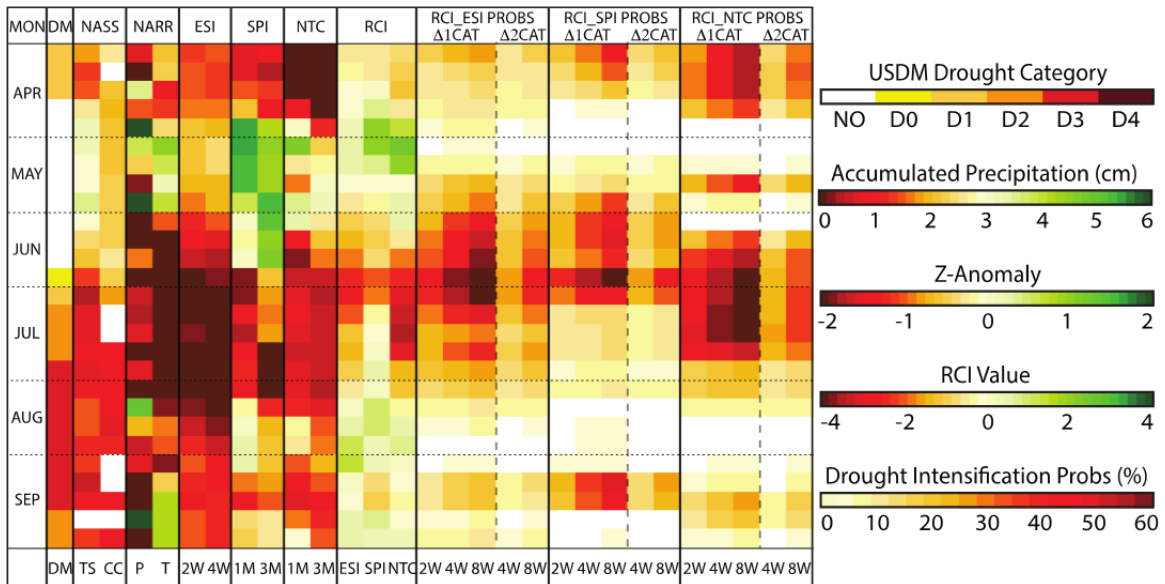 MON DM NASS NARR ESI SPI NTC RCI RCI_ESI PROBS RCI_SPI PROBS RCI_NTC PROBS
Δ1CAT Δ2CAT Δ1CAT Δ2CAT Δ1CAT Δ2CAT
APR
MAY
JUN
JUL
AUG
SEP
DM TS CC P T 2W 4W 1M 3M 1M 3M ESI SPI NTC 2W 4W 8W 4W 8W 2W 4W 8W 4W 8W 2W 4W 8W 4W 8W
USDM Drought Category
NO D0 D1 D2 D3 D4
Accumulated Precipitation (cm)
0 1 2 3 4 5 6
Z-Anomaly
-2 -1 0 1 2
RCI Value
-4 -2 0 2 4
Drought Intensification Probs (%)
0 10 20 30 40 50 60